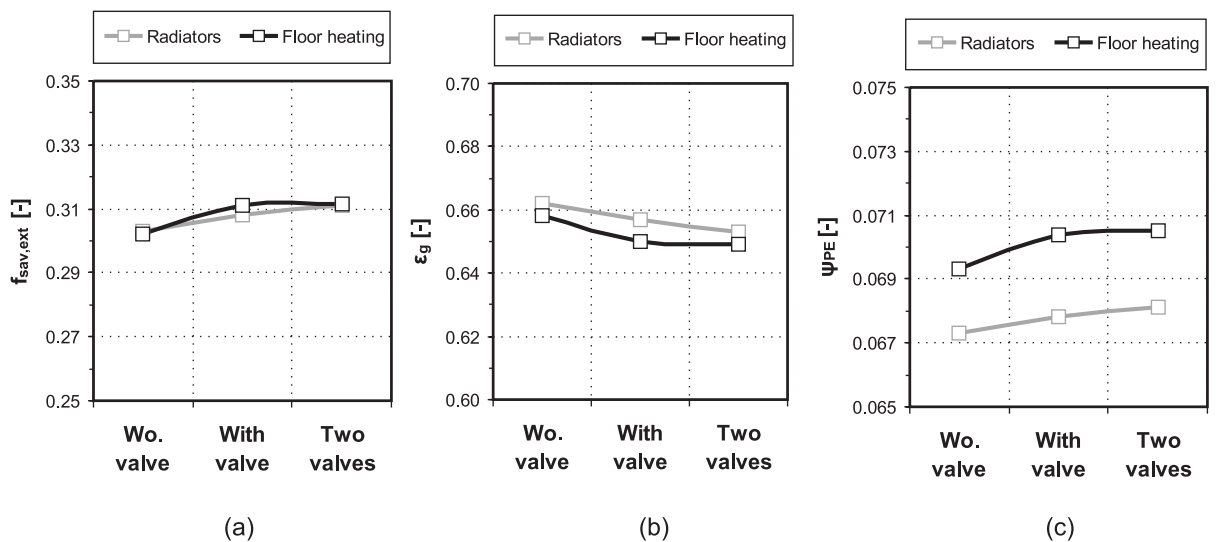 Radiators Floor heating
f_sav,ext [-]
0.35
0.33
0.31
0.29
0.27
0.25
Wo. valve
With valve
Two valves
(a)
Radiators Floor heating
ε_g [-]
0.70
0.68
0.66
0.64
0.62
0.60
Wo. valve
With valve
Two valves
(b)
Radiators Floor heating
Ψ_PE [-]
0.075
0.073
0.071
0.069
0.067
0.065
Wo. valve
With valve
Two valves
(c)